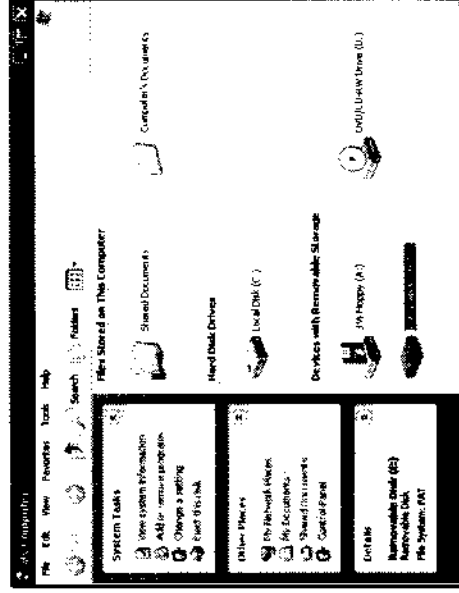 My Computer
File Edit View Favorites Tools Help
Search Folders
System Tasks
View system information
Add or remove programs
Change a setting
Eject this disk
Other Places
My Network Places
My Documents
Shared Documents
Control Panel
Details
Removable Disk (E:)
Removable Disk
File System: FAT
Files Stored on This Computer
Shared Documents
Computer's Documents
Hard Disk Drives
Local Disk (C:)
Devices with Removable Storage
3½ Floppy (A:)
DVD/CD-RW Drive (D:)